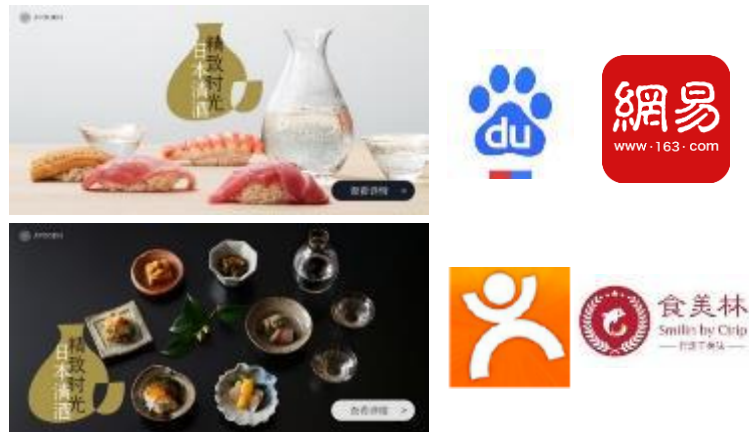 精致时光
日本清酒
查看详情 >
du
網易
www·163·com
精致时光
日本清酒
查看详情 >
食美林
Smilin by Ctrip